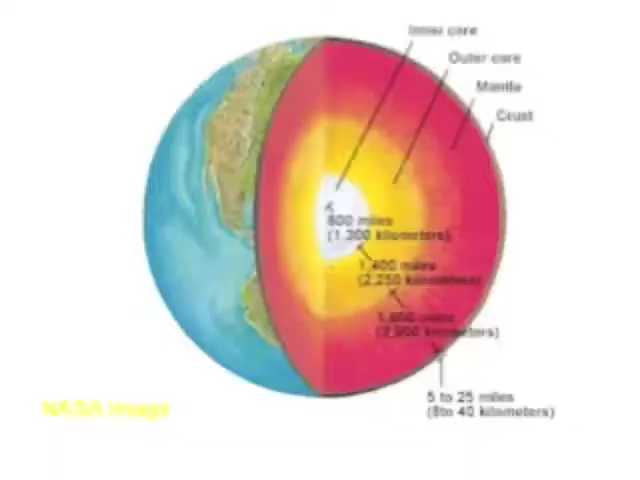 Inner core
Outer core
Mantle
Crust
800 miles
(1,300 kilometers)
1,400 miles
(2,250 kilometers)
1,800 miles
(2,900 kilometers)
5 to 25 miles
(8to 40 kilometers)
NASA image